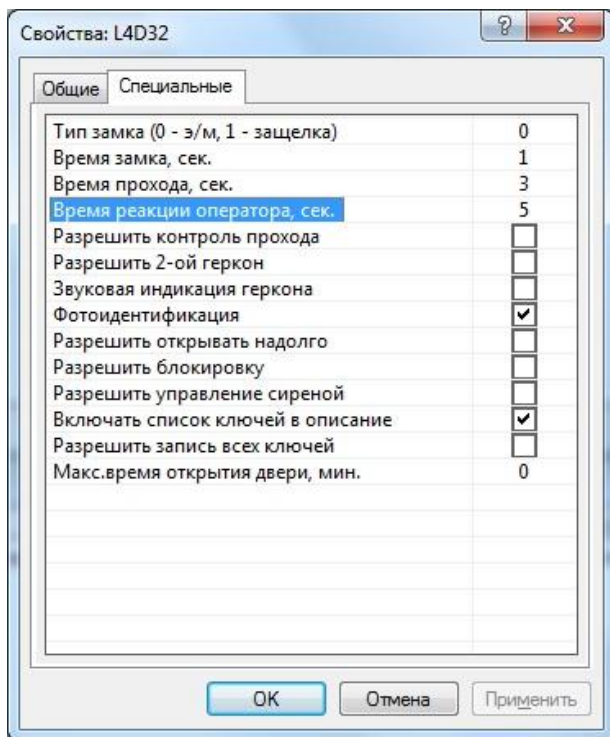 Свойства: L4D32
Общие Специальные
Тип замка (0 - э/м, 1 - защелка) 0
Время замка, сек. 1
Время прохода, сек. 3
Время реакции оператора, сек. 5
Разрешить контроль прохода
Разрешить 2-ой геркон
Звуковая индикация геркона
Фотоидентификация
Разрешить открывать надолго
Разрешить блокировку
Разрешить управление сиреной
Включать список ключей в описание
Разрешить запись всех ключей
Макс.время открытия двери, мин. 0
OK Отмена Применить